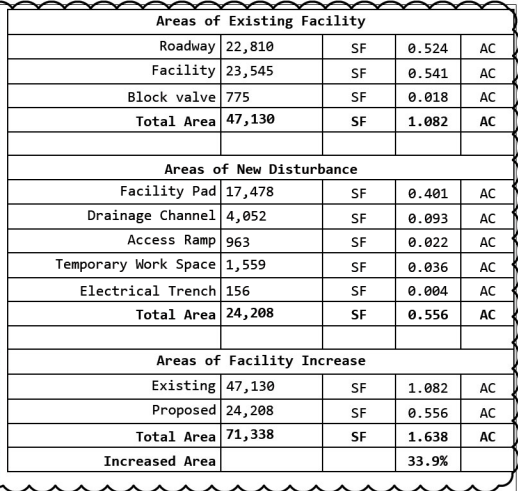 Areas of Existing Facility
Roadway 22,810 SF 0.524 AC
Facility 23,545 SF 0.541 AC
Block valve 775 SF 0.018 AC
Total Area 47,130 SF 1.082 AC
Areas of New Disturbance
Facility Pad 17,478 SF 0.401 AC
Drainage Channel 4,052 SF 0.093 AC
Access Ramp 963 SF 0.022 AC
Temporary Work Space 1,559 SF 0.036 AC
Electrical Trench 156 SF 0.004 AC
Total Area 24,208 SF 0.556 AC
Areas of Facility Increase
Existing 47,130 SF 1.082 AC
Proposed 24,208 SF 0.556 AC
Total Area 71,338 SF 1.638 AC
Increased Area 33.9%